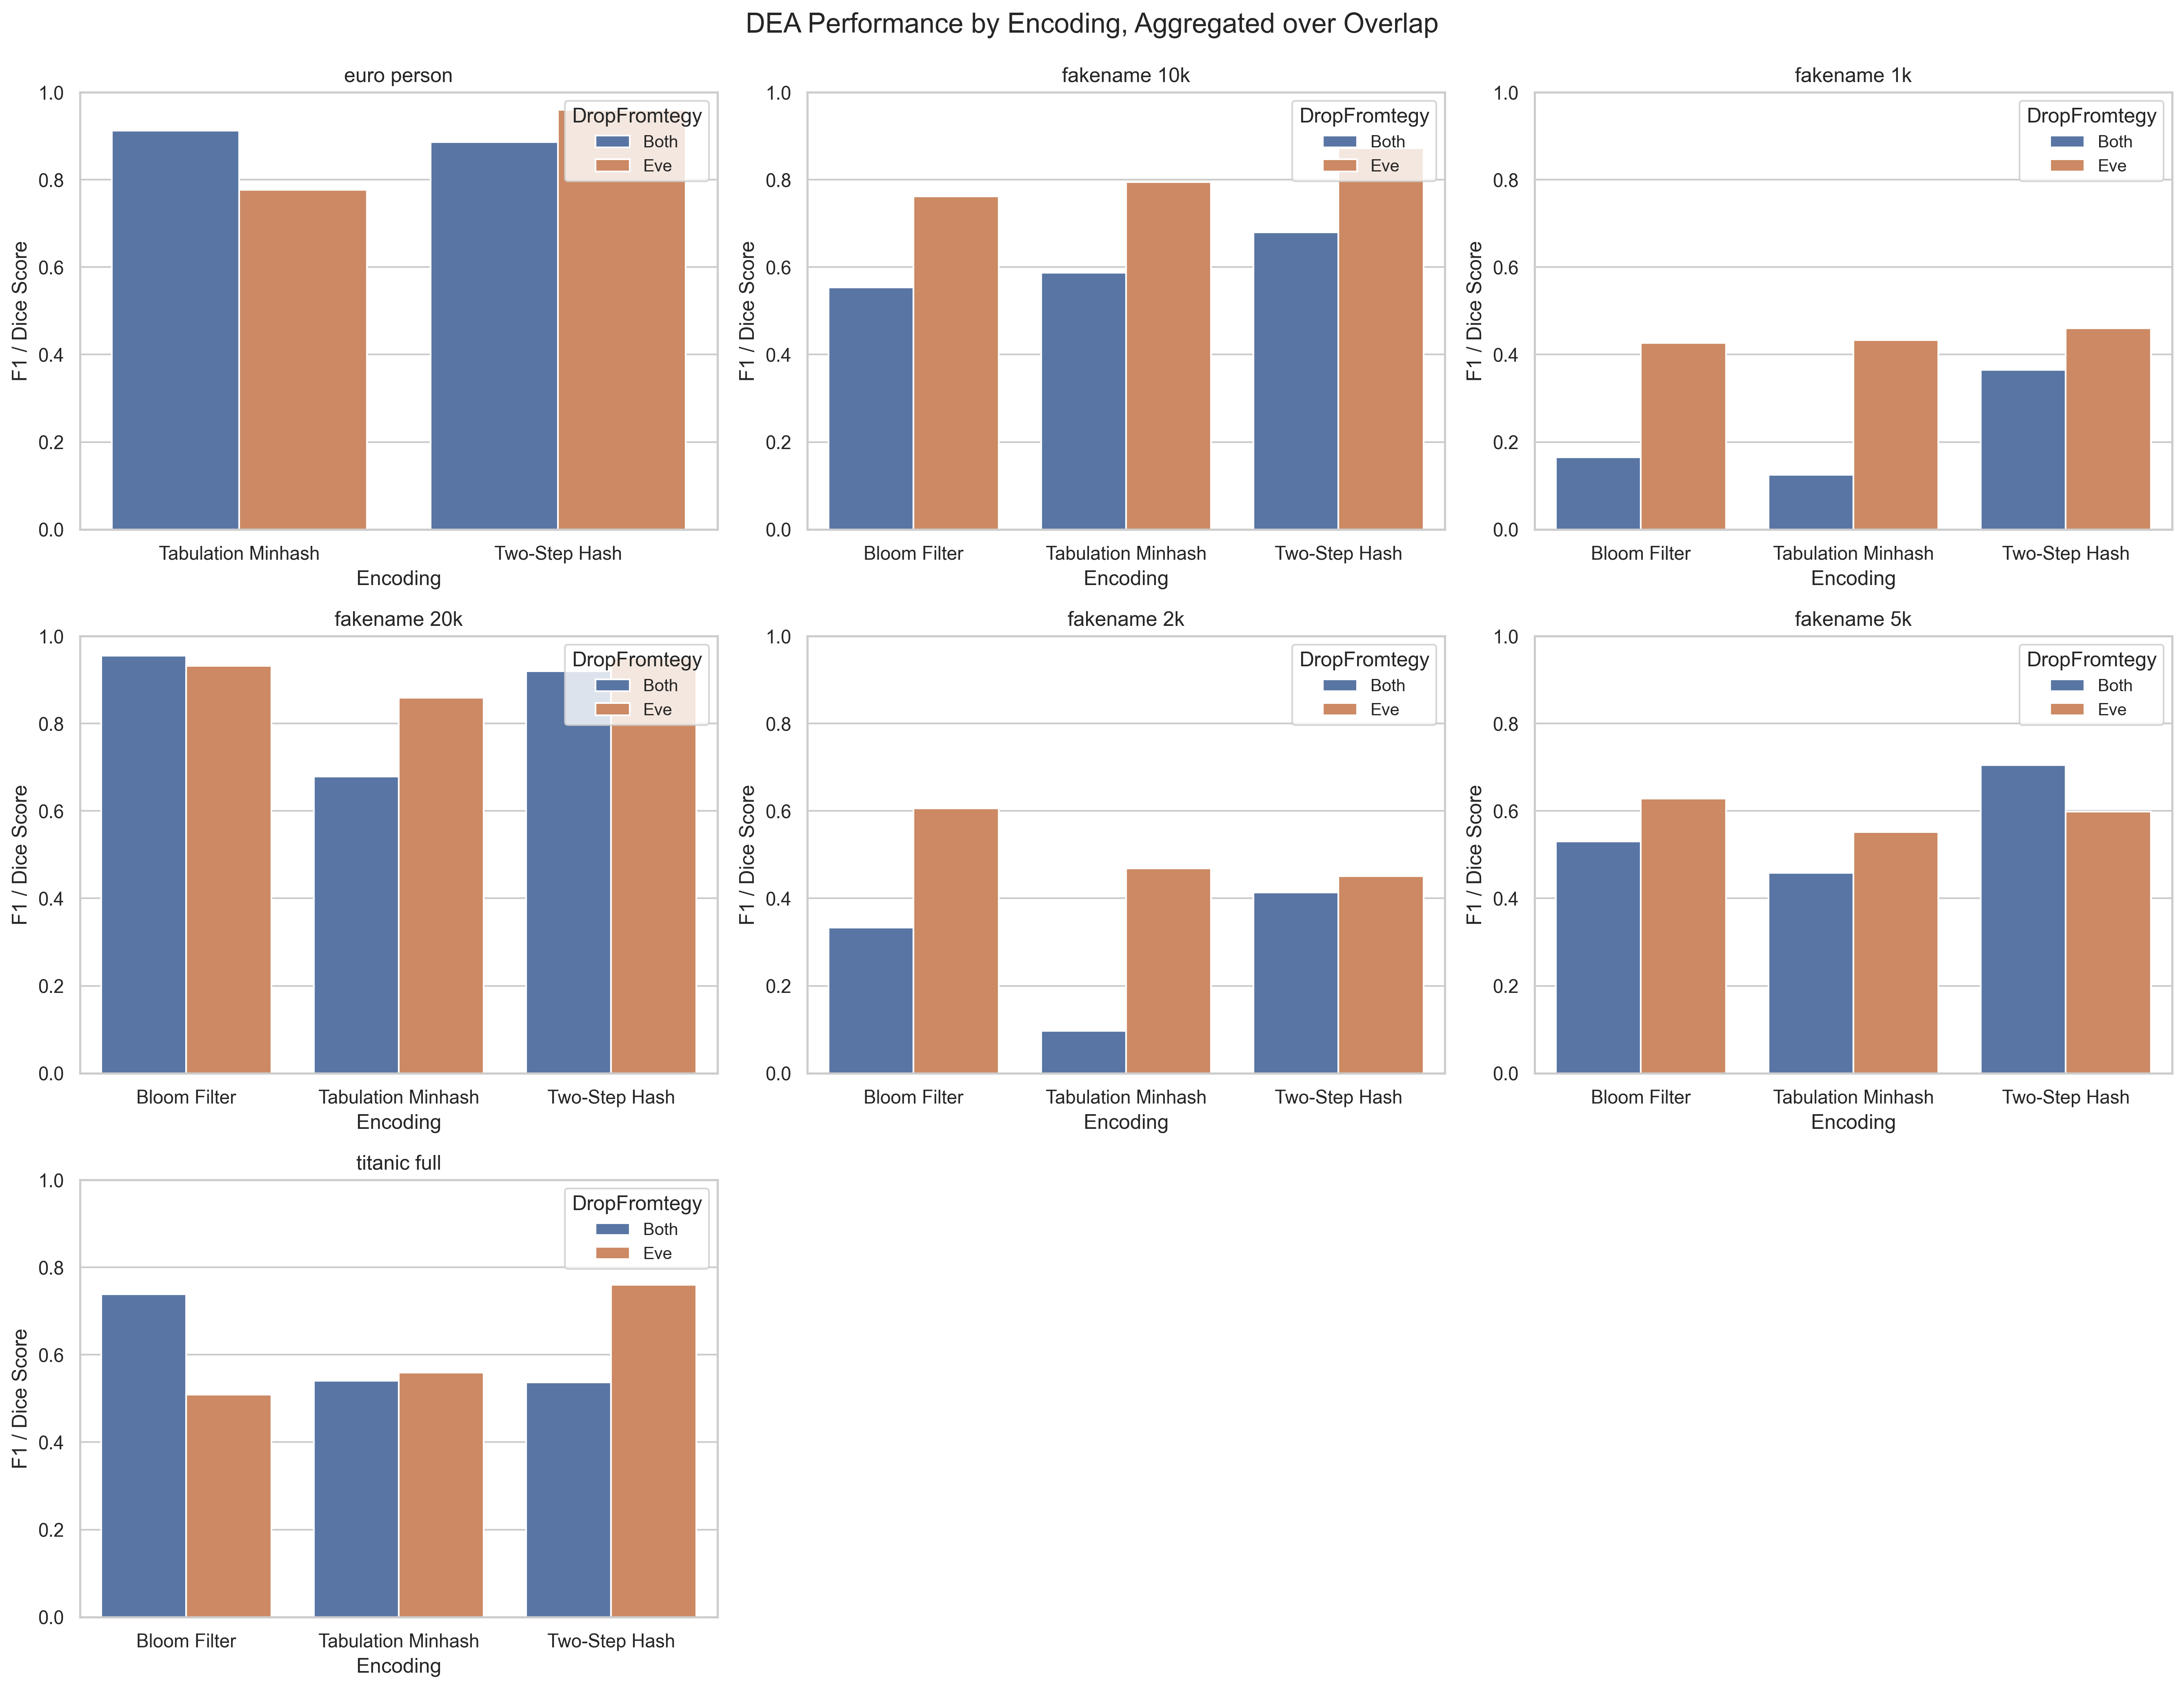 DEA Performance by Encoding, Aggregated over Overlap
euro person
F1 / Dice Score
1.0
0.8
0.6
0.4
0.2
0.0
DropFromtegy
Both
Eve
Tabulation Minhash
Two-Step Hash
Encoding
fakename 10k
F1 / Dice Score
1.0
0.8
0.6
0.4
0.2
0.0
DropFromtegy
Both
Eve
Bloom Filter
Tabulation Minhash
Two-Step Hash
Encoding
fakename 1k
F1 / Dice Score
1.0
0.8
0.6
0.4
0.2
0.0
DropFromtegy
Both
Eve
Bloom Filter
Tabulation Minhash
Two-Step Hash
Encoding
fakename 20k
F1 / Dice Score
1.0
0.8
0.6
0.4
0.2
0.0
DropFromtegy
Both
Eve
Bloom Filter
Tabulation Minhash
Two-Step Hash
Encoding
fakename 2k
F1 / Dice Score
1.0
0.8
0.6
0.4
0.2
0.0
DropFromtegy
Both
Eve
Bloom Filter
Tabulation Minhash
Two-Step Hash
Encoding
fakename 5k
F1 / Dice Score
1.0
0.8
0.6
0.4
0.2
0.0
DropFromtegy
Both
Eve
Bloom Filter
Tabulation Minhash
Two-Step Hash
Encoding
titanic full
F1 / Dice Score
1.0
0.8
0.6
0.4
0.2
0.0
DropFromtegy
Both
Eve
Bloom Filter
Tabulation Minhash
Two-Step Hash
Encoding